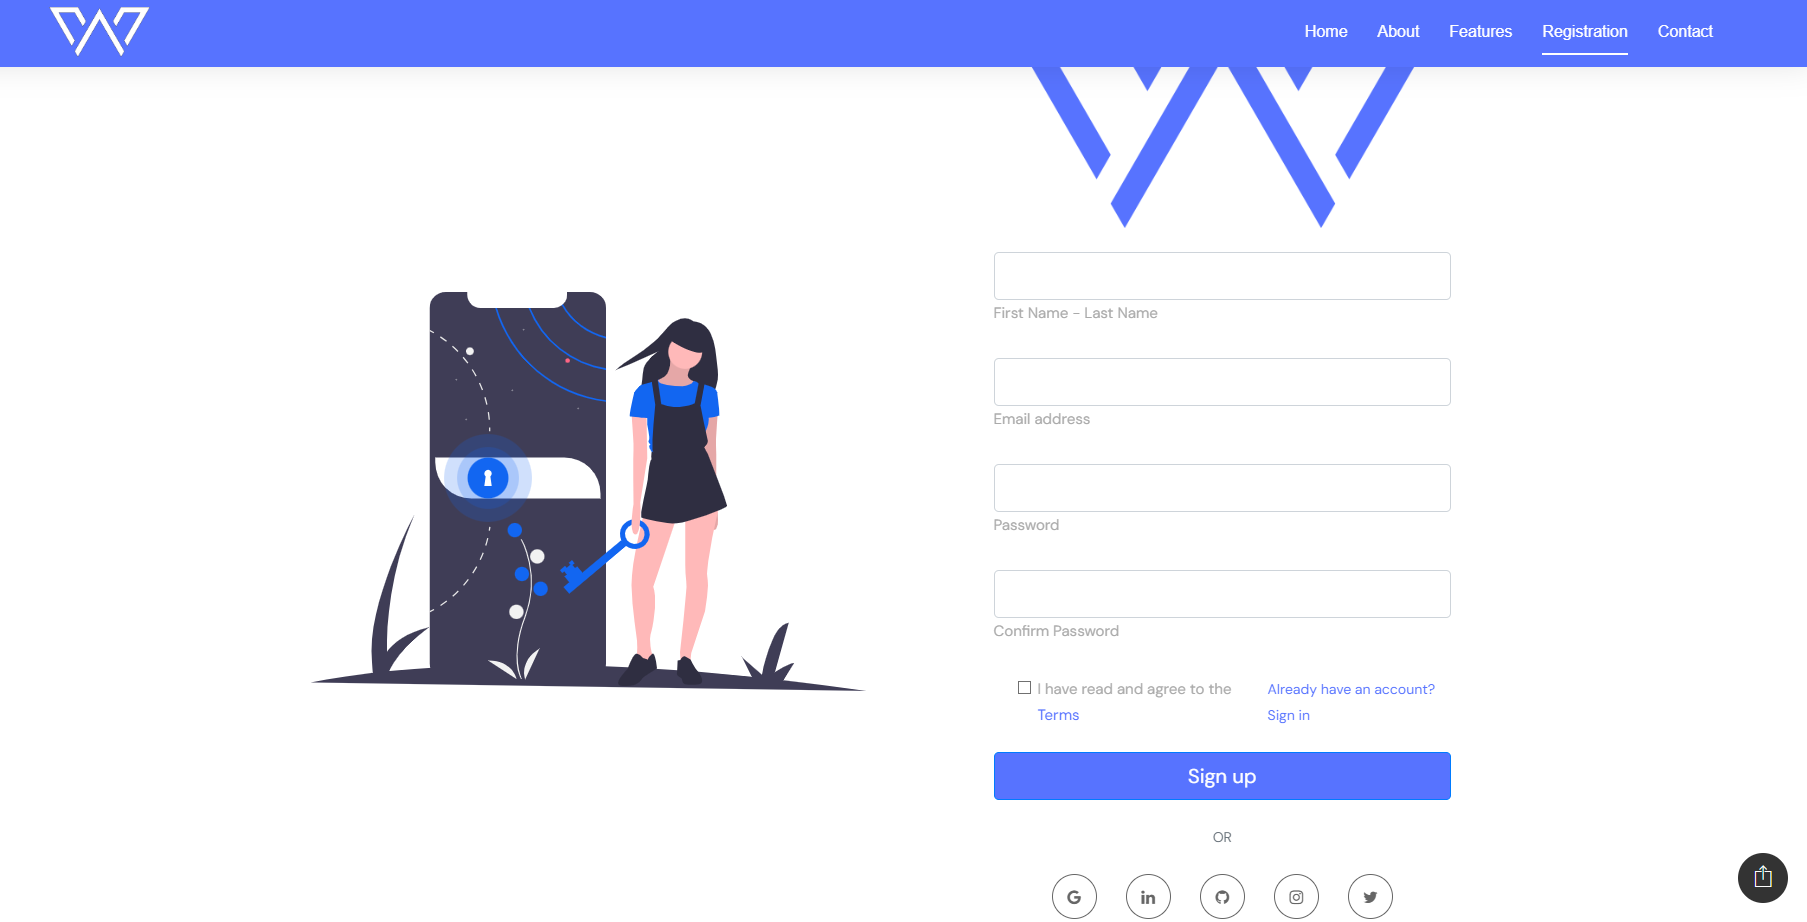 Home About Features Registration Contact
First Name - Last Name
Email address
Password
Confirm Password
I have read and agree to the
Terms
Already have an account?
Sign in
Sign up
OR